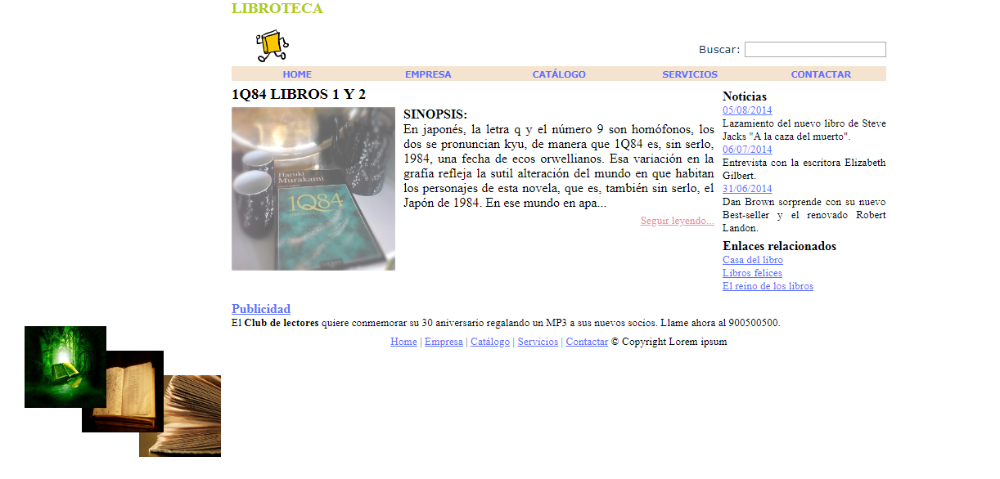 LIBROTECA
Buscar:
HOME EMPRESA CATÁLOGO SERVICIOS CONTACTAR
1Q84 LIBROS 1 Y 2
Haruki
Murakami
1Q84
SINOPSIS:
En japonés, la letra q y el número 9 son homófonos, los
dos se pronuncian kyu, de manera que 1Q84 es, sin serlo,
1984, una fecha de ecos orwellianos. Esa variación en la
grafía refleja la sutil alteración del mundo en que habitan
los personajes de esta novela, que es, también sin serlo, el
Japón de 1984. En ese mundo en apa...
Seguir leyendo...
Noticias
05/08/2014
Lazamiento del nuevo libro de Steve
Jacks "A la caza del muerto".
06/07/2014
Entrevista con la escritora Elizabeth
Gilbert.
31/06/2014
Dan Brown sorprende con su nuevo
Best-seller y el renovado Robert
Landon.
Enlaces relacionados
Casa del libro
Libros felices
El reino de los libros
Publicidad
El Club de lectores quiere conmemorar su 30 aniversario regalando un MP3 a sus nuevos socios. Llame ahora al 900500500.
Home | Empresa | Catálogo | Servicios | Contactar © Copyright Lorem ipsum